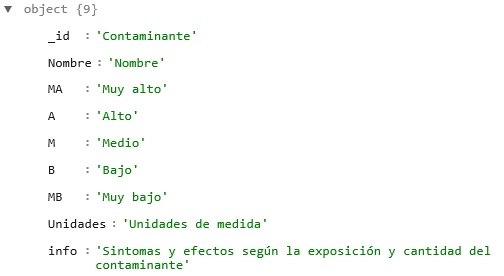 ▼ object {9}
_id : 'Contaminante'
Nombre : 'Nombre'
MA : 'Muy alto'
A : 'Alto'
M : 'Medio'
B : 'Bajo'
MB : 'Muy bajo'
Unidades : 'Unidades de medida'
info : 'Sintomas y efectos según la exposición y cantidad del
contaminante'